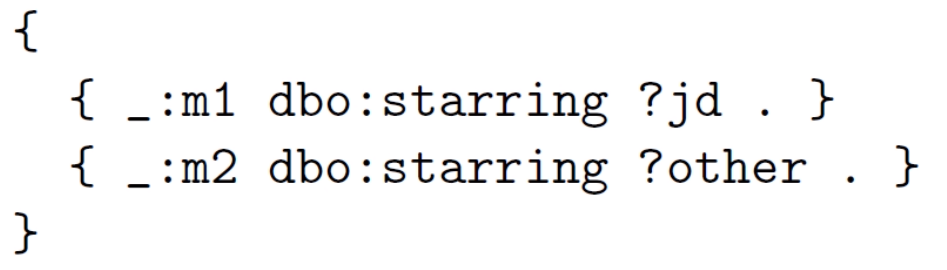 {
{ _:m1 dbo:starring ?jd . }
{ _:m2 dbo:starring ?other . }
}